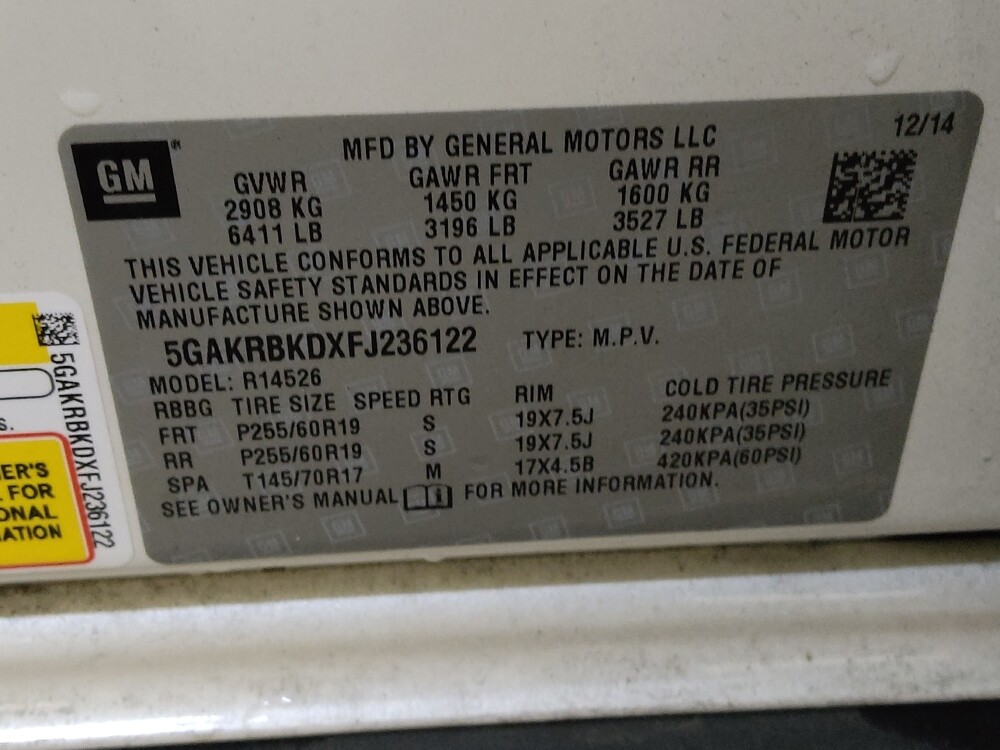 12/14
GM
MFD BY GENERAL MOTORS LLC
GVWR GAWR FRT GAWR RR
2908 KG 1450 KG 1600 KG
6411 LB 3196 LB 3527 LB
THIS VEHICLE CONFORMS TO ALL APPLICABLE U.S. FEDERAL MOTOR
VEHICLE SAFETY STANDARDS IN EFFECT ON THE DATE OF
MANUFACTURE SHOWN ABOVE.
5GAKRBKDXFJ236122 TYPE: M.P.V.
MODEL: R14526
RBBG TIRE SIZE SPEED RTG RIM COLD TIRE PRESSURE
FRT P255/60R19 S 19X7.5J 240KPA(35PSI)
RR P255/60R19 S 19X7.5J 240KPA(35PSI)
SPA T145/70R17 M 17X4.5B 420KPA(60PSI)
SEE OWNER'S MANUAL i FOR MORE INFORMATION.
5GAKRBKDXFJ236122
S.
ER'S
FOR
ONAL
ATION